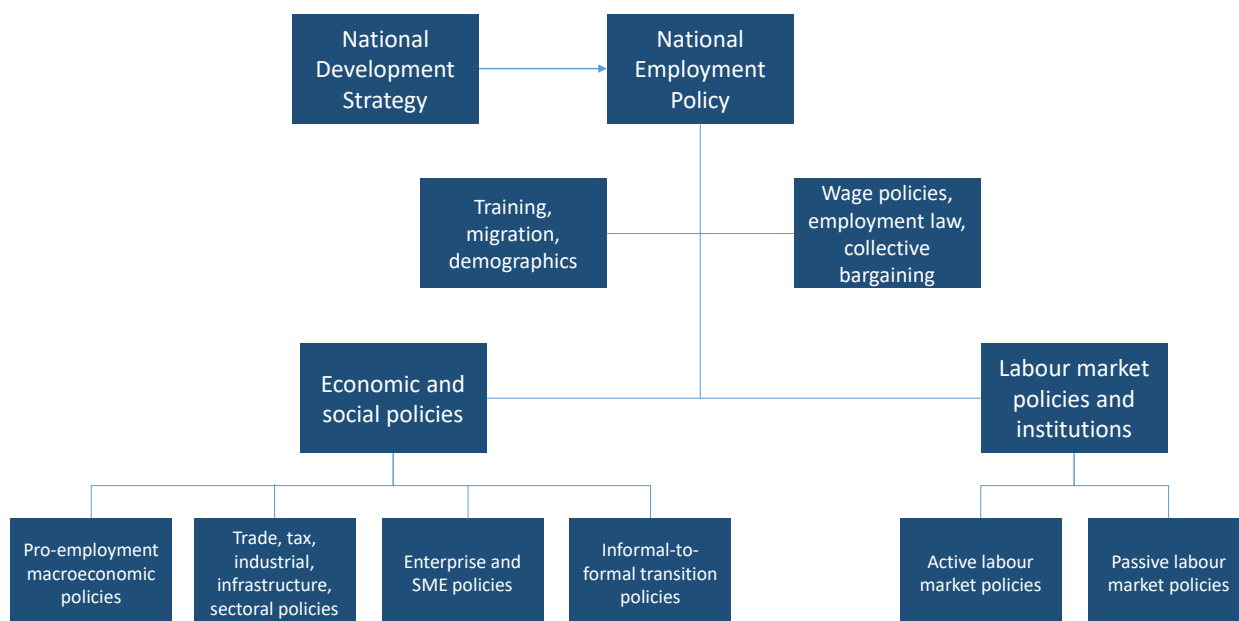 National
Development
Strategy
National
Employment
Policy
Training,
migration,
demographics
Wage policies,
employment law,
collective
bargaining
Economic and
social policies
Labour market
policies and
institutions
Pro-employment
macroeconomic
policies
Trade, tax,
industrial,
infrastructure,
sectoral policies
Enterprise and
SME policies
Informal-to-
formal transition
policies
Active labour
market policies
Passive labour
market policies